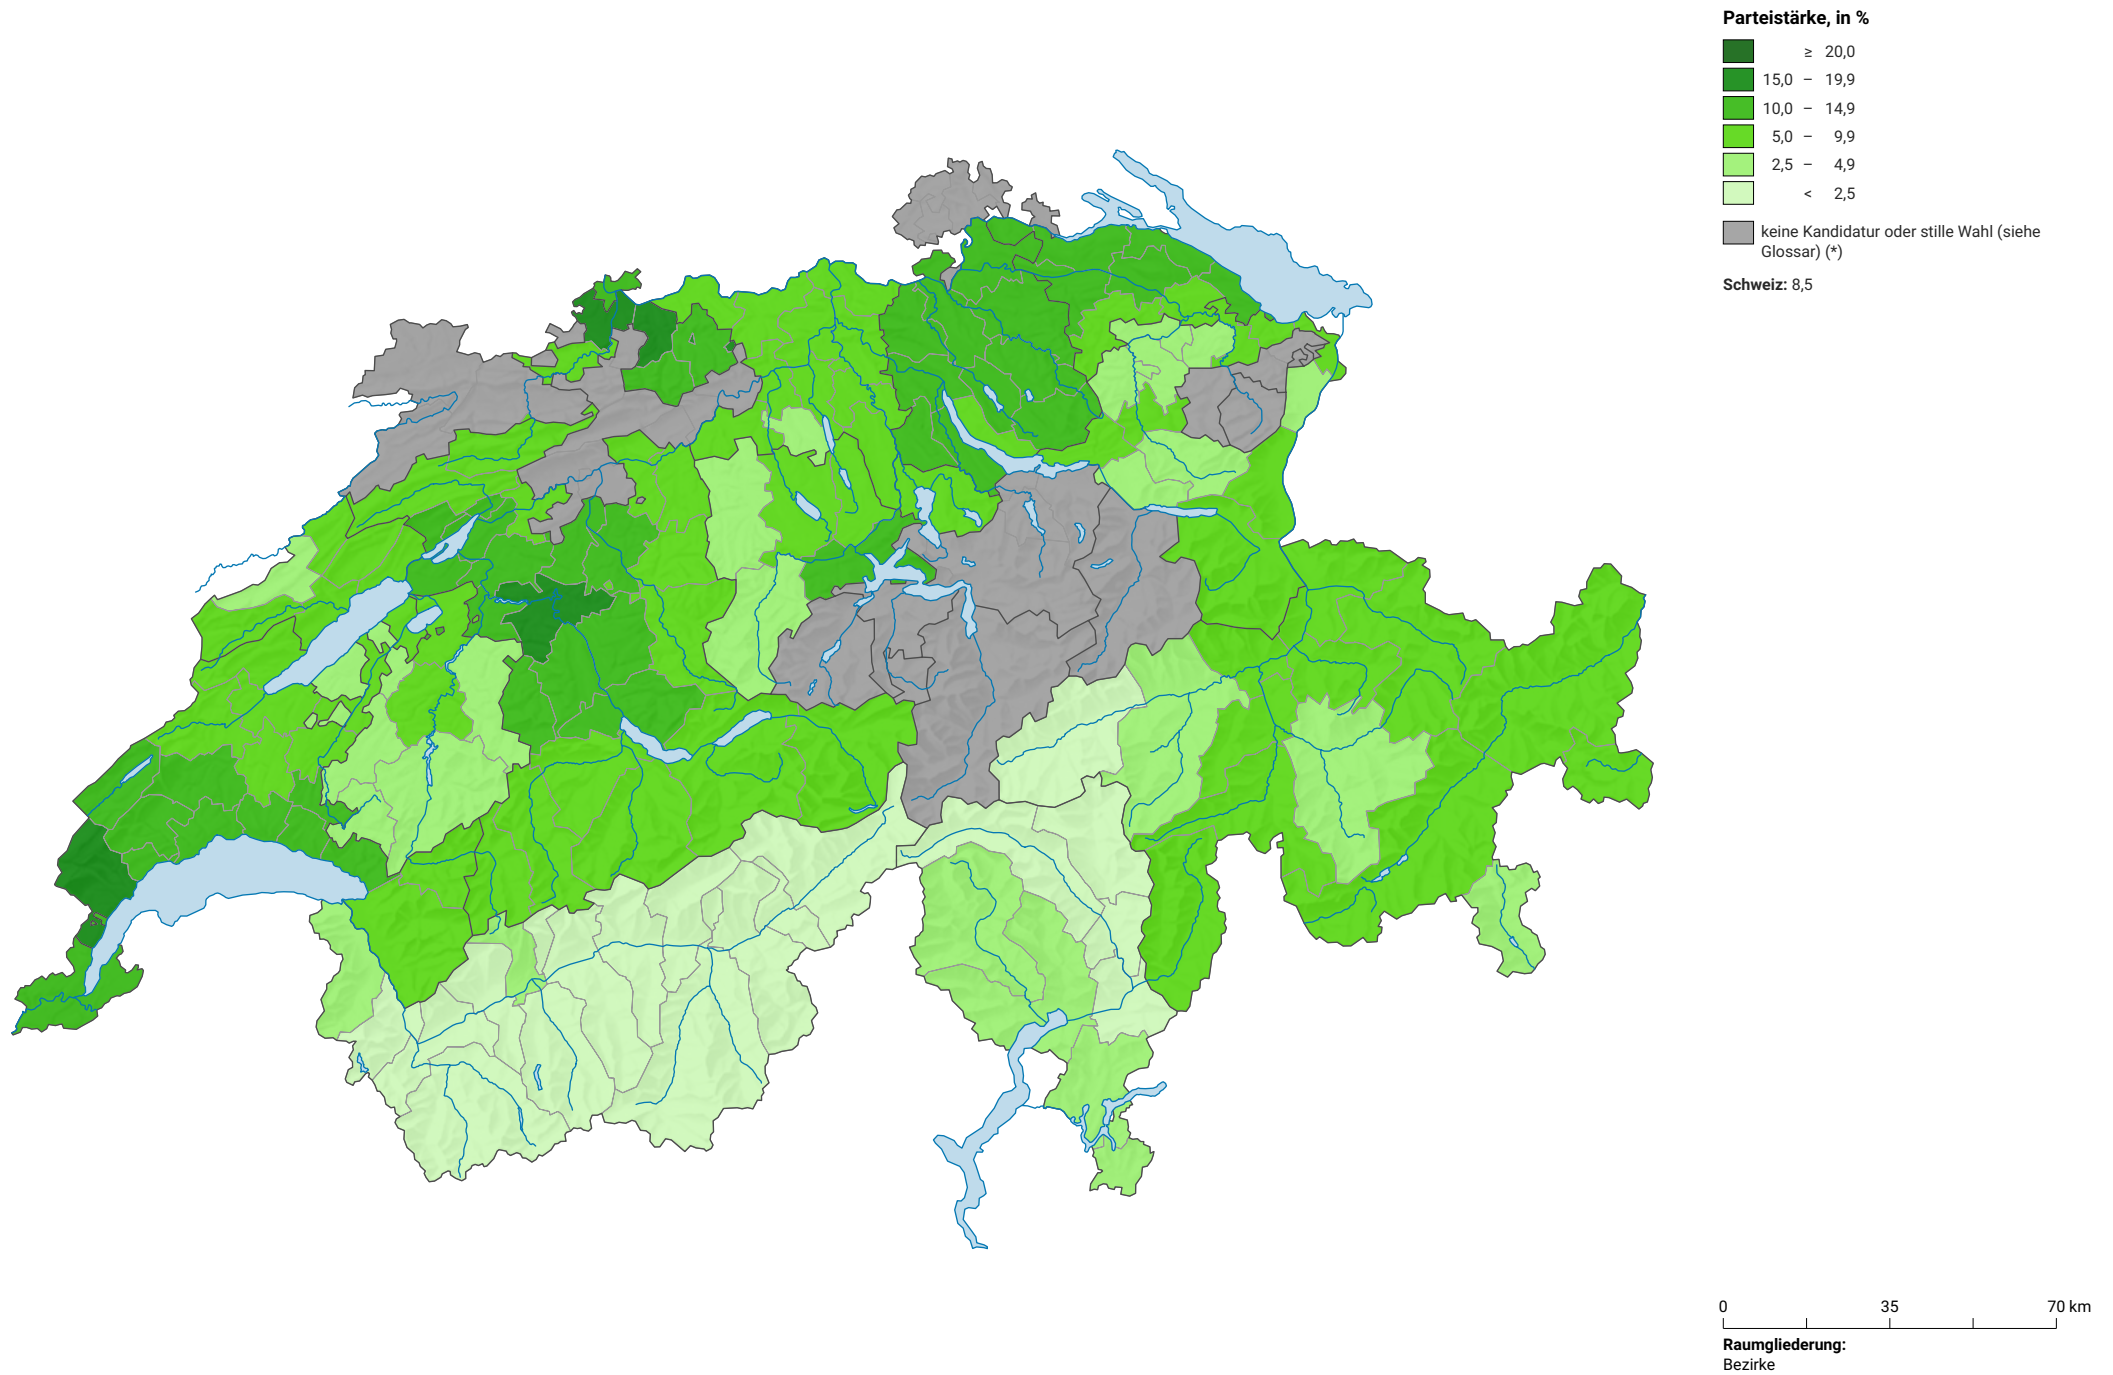 Parteistärke, in %
≥ 20,0
15,0 – 19,9
10,0 – 14,9
5,0 – 9,9
2,5 – 4,9
< 2,5
keine Kandidatur oder stille Wahl (siehe
Glossar) (*)
Schweiz: 8,5
0 35 70 km
Raumgliederung:
Bezirke